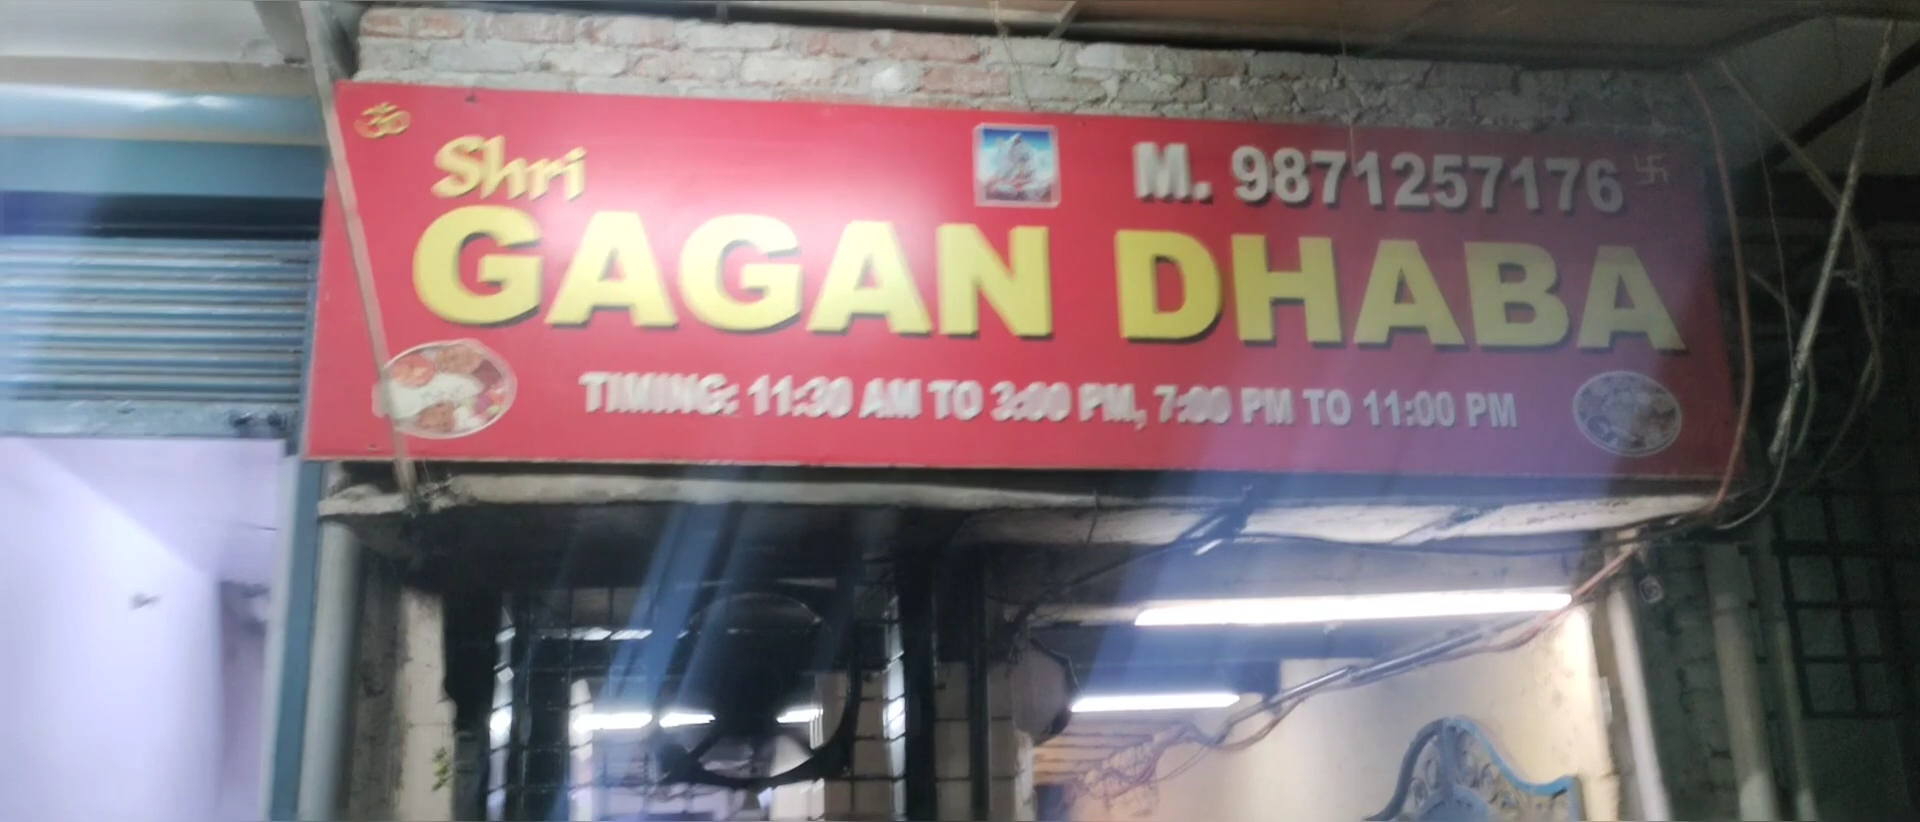 ॐ
Shri
M. 9871257176
GAGAN DHABA
TIMING: 11:30 AM TO 3:00 PM, 7:00 PM TO 11:00 PM